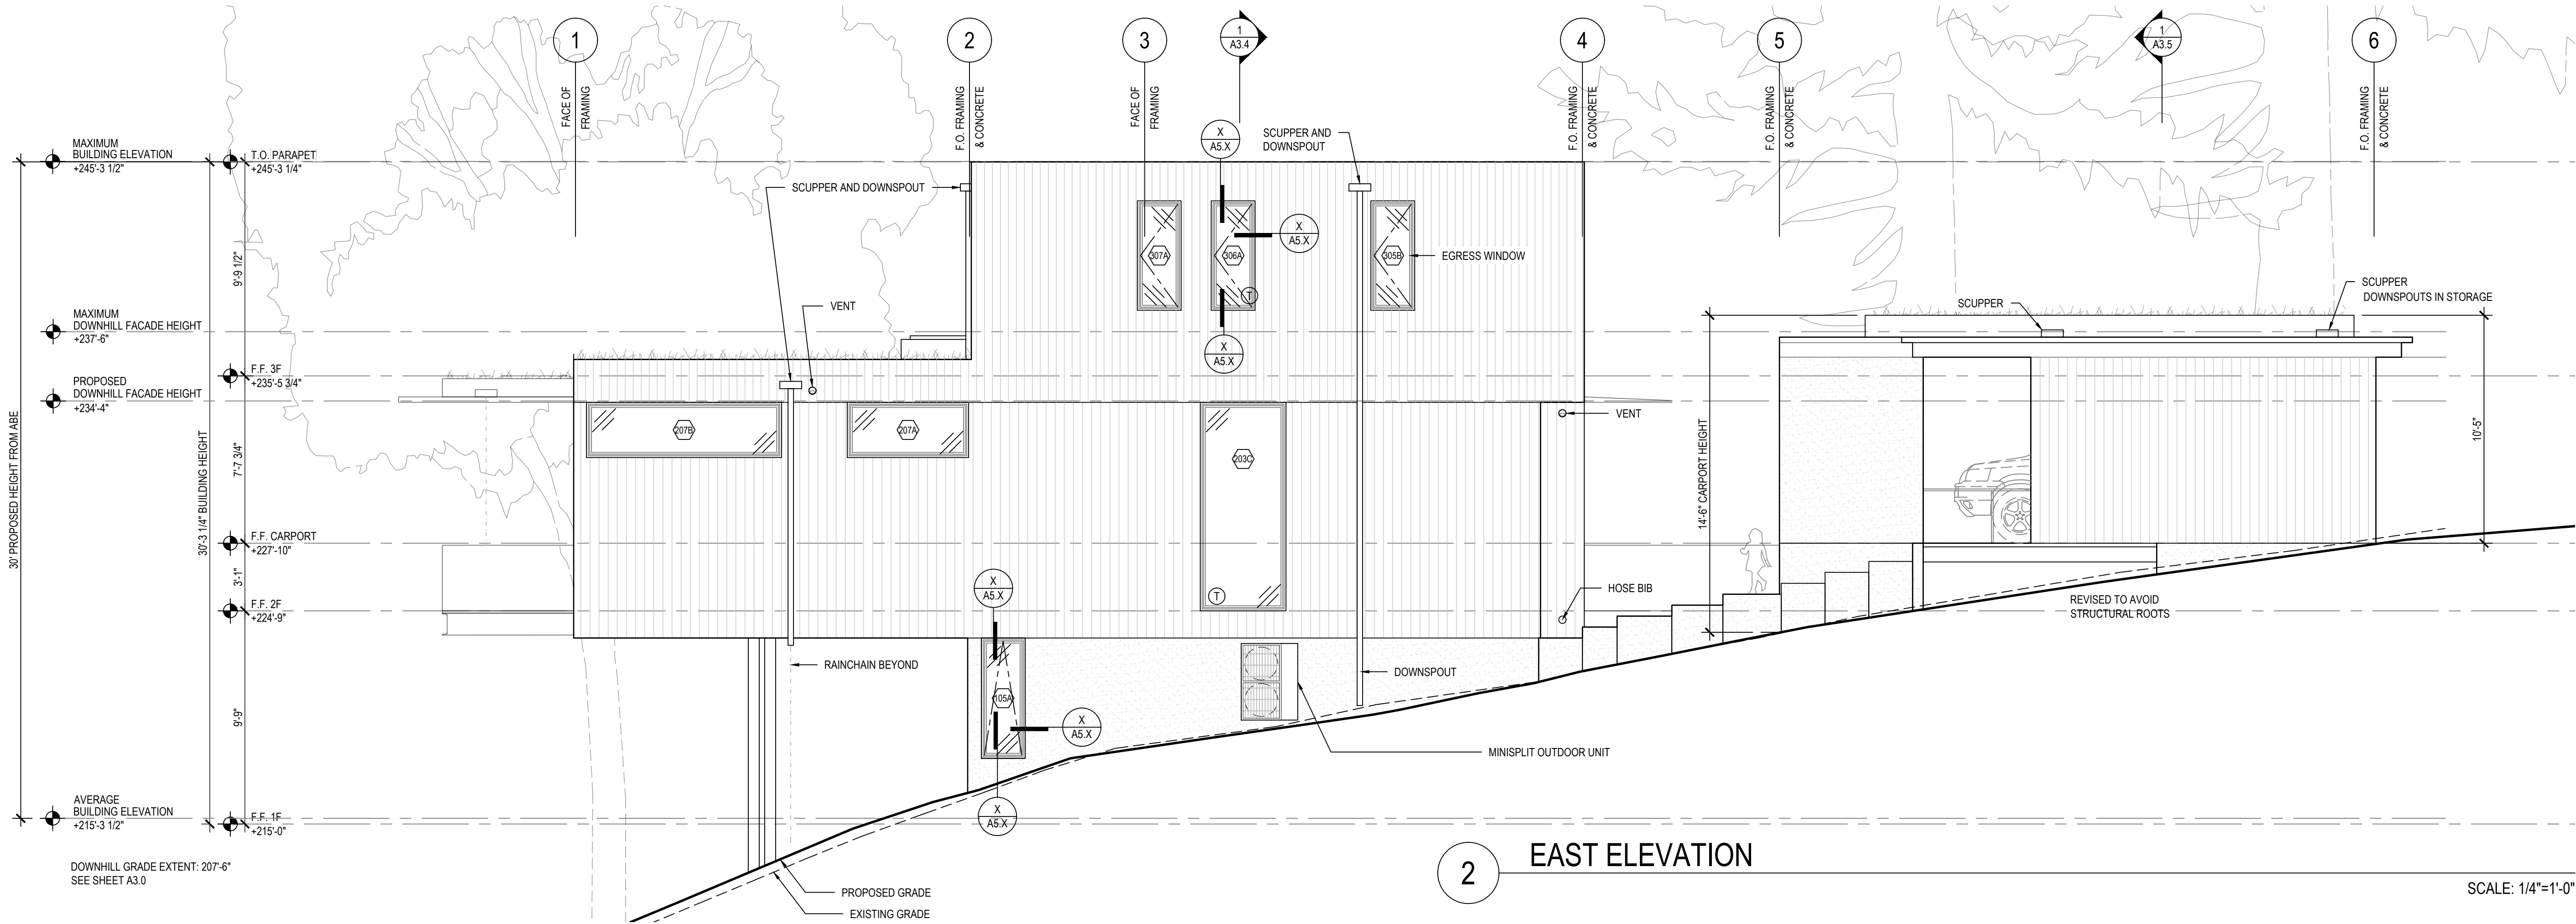 1
2
3
1
A3.4
4
5
1
A3.5
6
FACE OF
FRAMING
F.O. FRAMING
& CONCRETE
FACE OF
FRAMING
F.O. FRAMING
& CONCRETE
F.O. FRAMING
& CONCRETE
F.O. FRAMING
& CONCRETE
MAXIMUM
BUILDING ELEVATION
+245'-3 1/2"
T.O. PARAPET
+245'-3 1/4"
X
A5.X
SCUPPER AND
DOWNSPOUT
SCUPPER AND DOWNSPOUT
X
A5.X
307A
306A
T
305B
EGRESS WINDOW
9'-9 1/2"
VENT
SCUPPER
SCUPPER
DOWNSPOUTS IN STORAGE
MAXIMUM
DOWNHILL FACADE HEIGHT
+237'-6"
X
A5.X
F.F. 3F
+235'-5 3/4"
PROPOSED
DOWNHILL FACADE HEIGHT
+234'-4"
207B
207A
203C
T
VENT
14'-6" CARPORT HEIGHT
10'-5"
30' PROPOSED HEIGHT FROM ABE
30'-3 1/4" BUILDING HEIGHT
7'-7 3/4"
F.F. CARPORT
+227'-10"
3'-1"
X
A5.X
HOSE BIB
REVISED TO AVOID
STRUCTURAL ROOTS
F.F. 2F
+224'-9"
RAINCHAIN BEYOND
DOWNSPOUT
105A
X
A5.X
9'-9"
MINISPLIT OUTDOOR UNIT
AVERAGE
BUILDING ELEVATION
+215'-3 1/2"
F.F. 1F
+215'-0"
X
A5.X
DOWNHILL GRADE EXTENT: 207'-6"
SEE SHEET A3.0
PROPOSED GRADE
EXISTING GRADE
2
EAST ELEVATION
SCALE: 1/4"=1'-0"